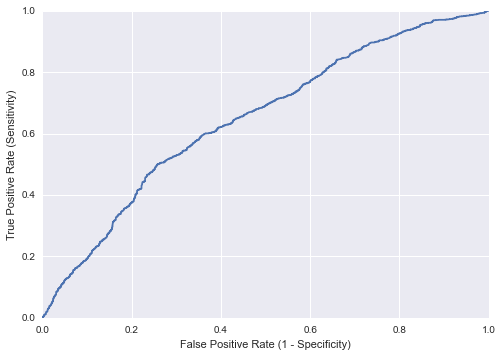 1.0
0.8
0.6
0.4
0.2
0.0
True Positive Rate (Sensitivity)
0.0 0.2 0.4 0.6 0.8 1.0
False Positive Rate (1 - Specificity)